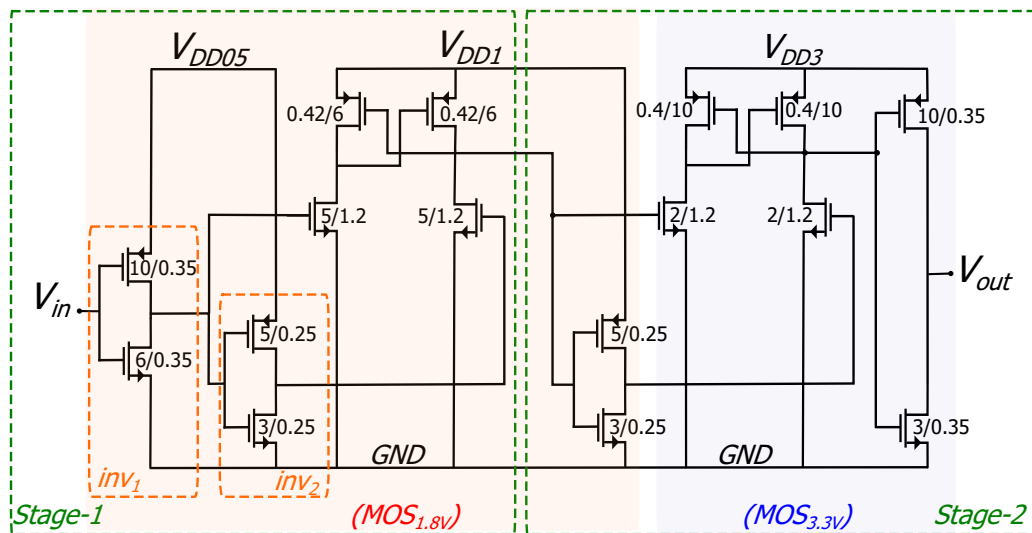 V_DD05
V_DD1
V_DD3
0.42/6
0.42/6
0.4/10
0.4/10
10/0.35
5/1.2
5/1.2
2/1.2
2/1.2
10/0.35
V_in
V_out
6/0.35
5/0.25
5/0.25
3/0.25
3/0.25
3/0.35
GND
GND
inv_1
inv_2
Stage-1
(MOS_1.8V)
(MOS_3.3V)
Stage-2